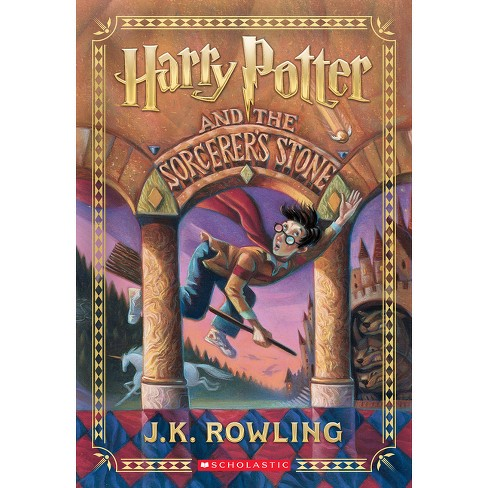 Harry Potter
AND THE
SORCERER'S STONE
J.K. ROWLING
SCHOLASTIC